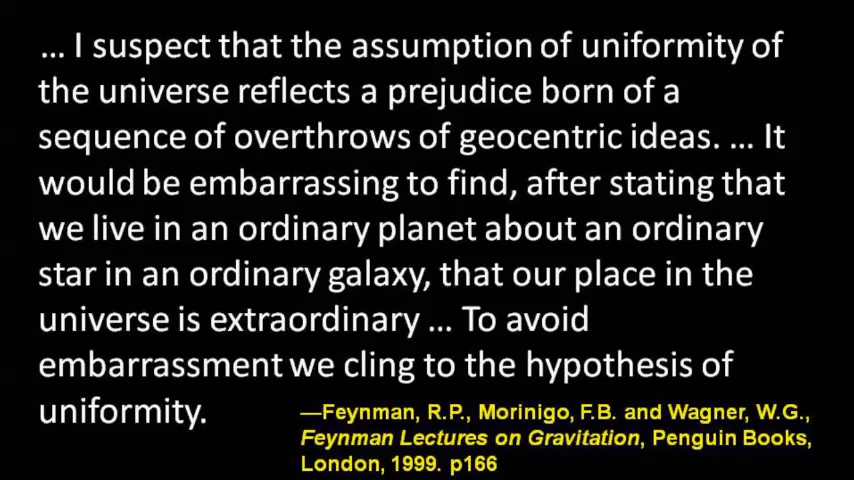 ... I suspect that the assumption of uniformity of
the universe reflects a prejudice born of a
sequence of overthrows of geocentric ideas. ... It
would be embarrassing to find, after stating that
we live in an ordinary planet about an ordinary
star in an ordinary galaxy, that our place in the
universe is extraordinary ... To avoid
embarrassment we cling to the hypothesis of
uniformity.
—Feynman, R.P., Morinigo, F.B. and Wagner, W.G.,
Feynman Lectures on Gravitation, Penguin Books,
London, 1999. p166